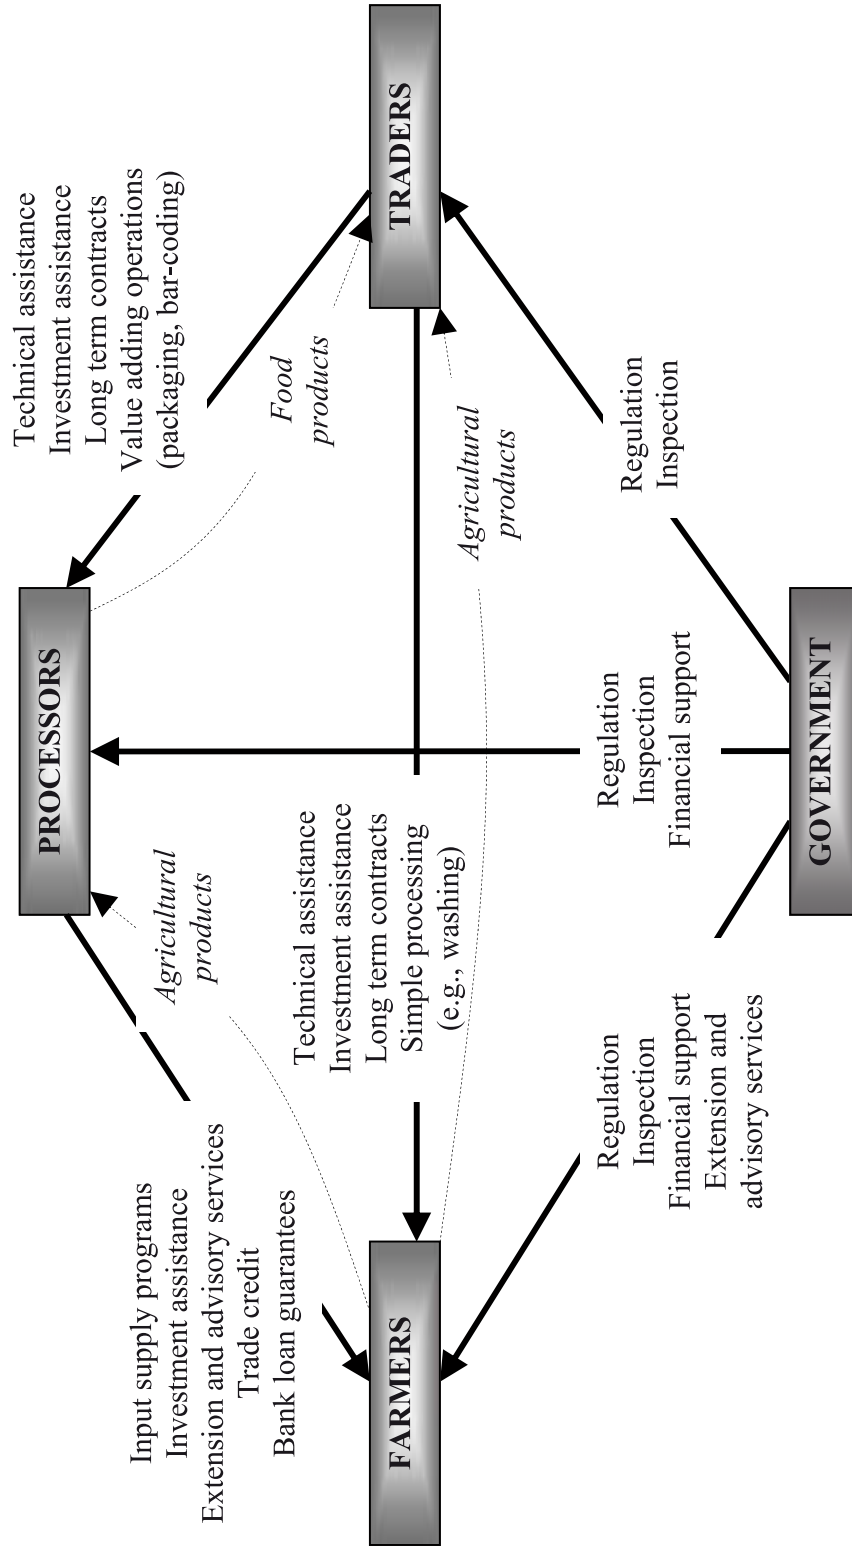 PROCESSORS
Input supply programs
Investment assistance
Extension and advisory services
Trade credit
Bank loan guarantees
Agricultural
products
Technical assistance
Investment assistance
Long term contracts
Value adding operations
(packaging, bar-coding)
Food
products
FARMERS
Technical assistance
Investment assistance
Long term contracts
Simple processing
(e.g., washing)
Agricultural
products
TRADERS
Regulation
Inspection
Financial support
Extension and
advisory services
Regulation
Inspection
Financial support
Regulation
Inspection
GOVERNMENT